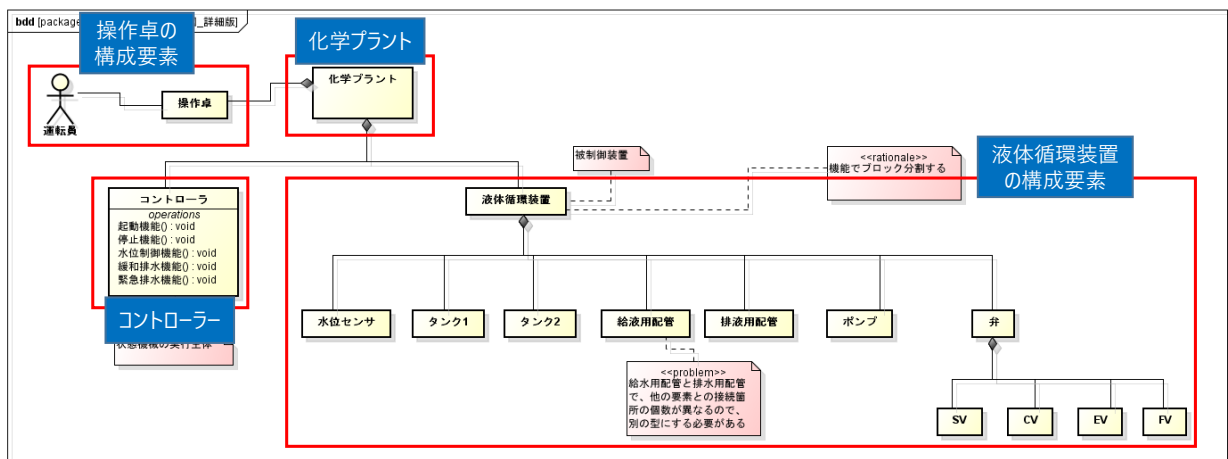 bdd [packag
_詳細版]
操作卓の
構成要素
化学プラント
運転員
操作卓
化学プラント
被制御装置
<<rationale>>
機能でブロック分割する
液体循環装置
の構成要素
コントローラ
operations
起動機能() : void
停止機能() : void
水位制御機能() : void
緩和排水機能() : void
緊急排水機能() : void
コントローラー
液体循環装置
水位センサ
タンク1
タンク2
給液用配管
排液用配管
ポンプ
弁
<<problem>>
給水用配管と排水用配管
で、他の要素との接続箇
所の個数が異なるので、
別の型にする必要がある
SV
CV
EV
FV